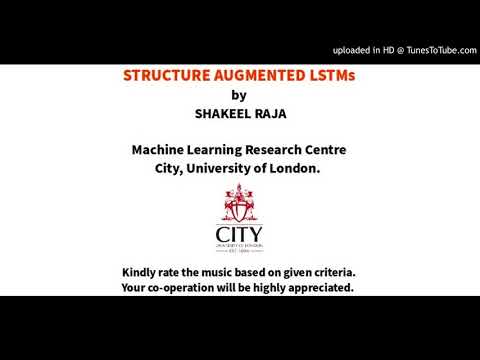 uploaded in HD @ TunesToTube.com
STRUCTURE AUGMENTED LSTMs
by
SHAKEEL RAJA
Machine Learning Research Centre
City, University of London.
CITY
UNIVERSITY OF LONDON
EST 1894
Kindly rate the music based on given criteria.
Your co-operation will be highly appreciated.